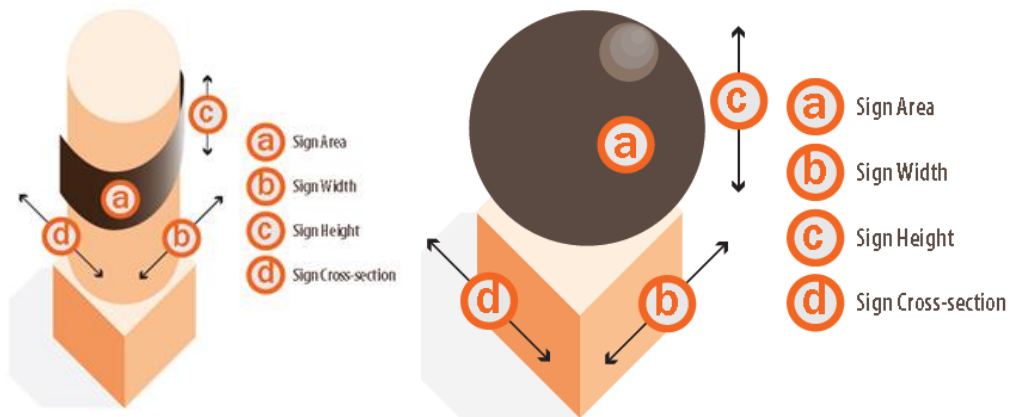 c
a
d
b
a Sign Area
b Sign Width
c Sign Height
d Sign Cross-section
c
a
d
b
a Sign Area
b Sign Width
c Sign Height
d Sign Cross-section